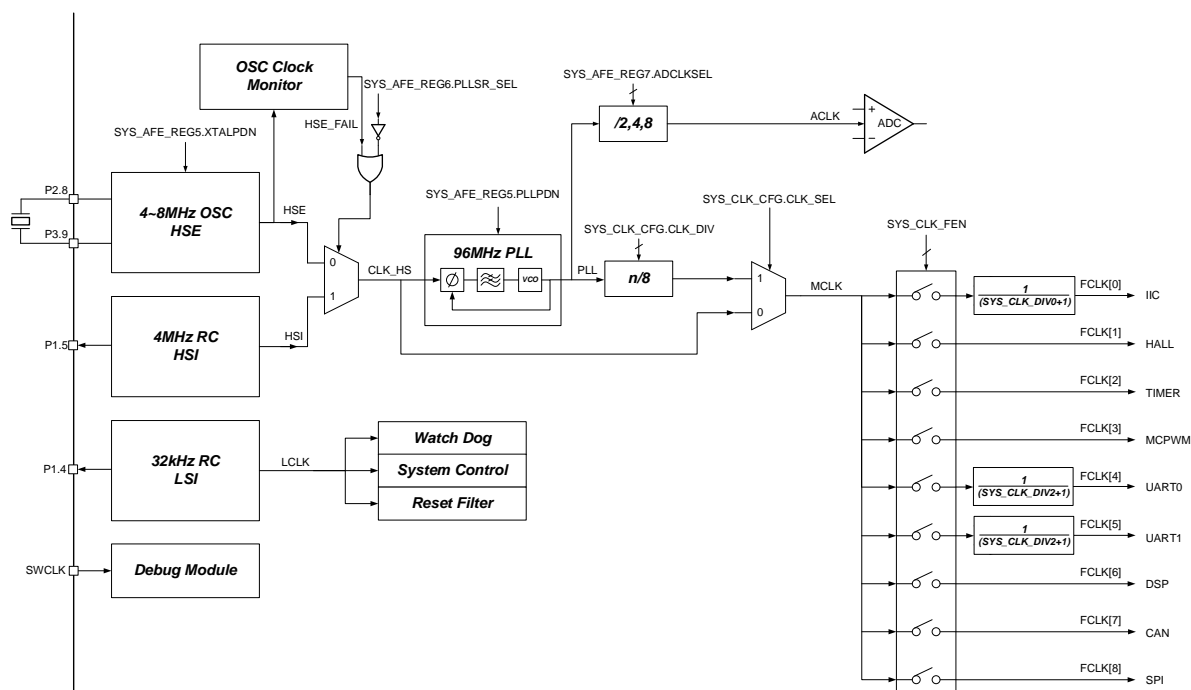 OSC Clock
Monitor
SYS_AFE_REG6.PLLSR_SEL
SYS_AFE_REG7.ADCLKSEL
HSE_FAIL
/2,4,8
ACLK
+
−
ADC
SYS_AFE_REG5.XTALPDN
P2.8
P3.9
4~8MHz OSC
HSE
HSE
SYS_AFE_REG5.PLLPDN
SYS_CLK_CFG.CLK_SEL
SYS_CLK_CFG.CLK_DIV
SYS_CLK_FEN
0
1
CLK_HS
96MHz PLL
Ø
VCO
PLL
n/8
1
0
MCLK
P1.5
4MHz RC
HSI
HSI
P1.4
32kHz RC
LSI
LCLK
Watch Dog
System Control
Reset Filter
SWCLK
Debug Module
1
(SYS_CLK_DIV0+1)
FCLK[0]
IIC
FCLK[1]
HALL
FCLK[2]
TIMER
FCLK[3]
MCPWM
1
(SYS_CLK_DIV2+1)
FCLK[4]
UART0
1
(SYS_CLK_DIV2+1)
FCLK[5]
UART1
FCLK[6]
DSP
FCLK[7]
CAN
FCLK[8]
SPI